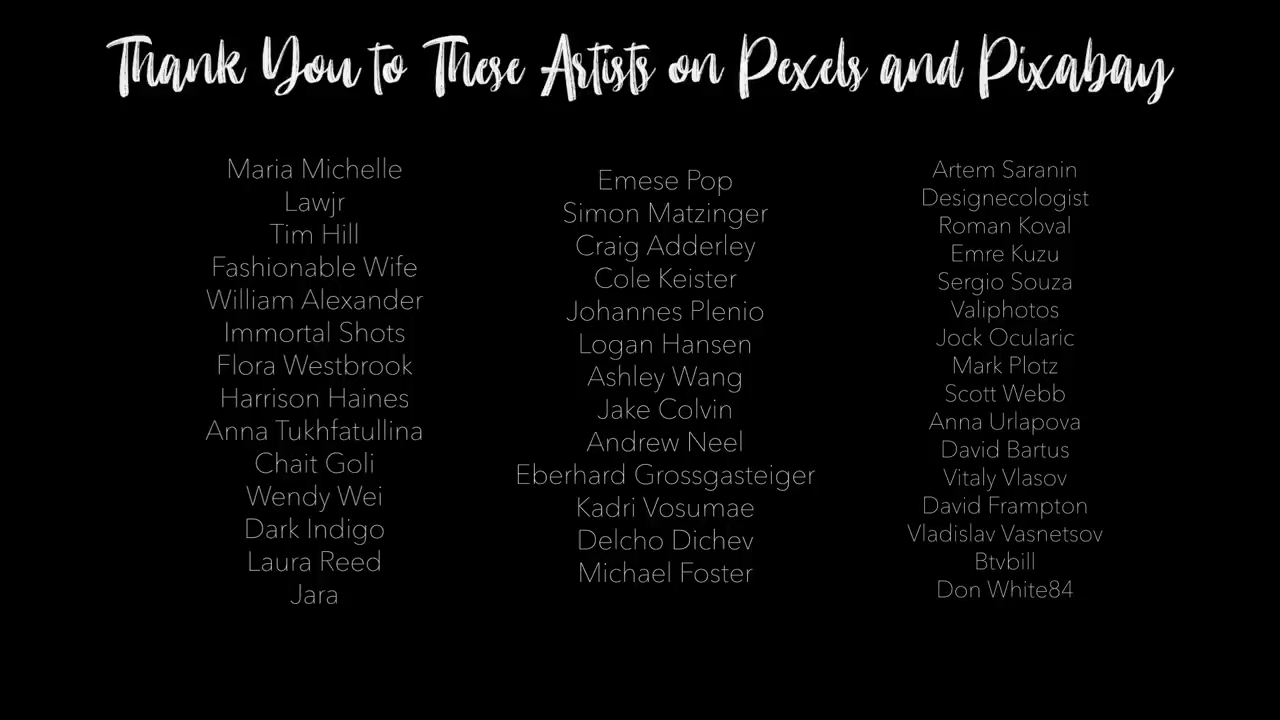 Thank You to These Artists on Pexels and Pixabay
Maria Michelle
Lawjr
Tim Hill
Fashionable Wife
William Alexander
Immortal Shots
Flora Westbrook
Harrison Haines
Anna Tukhfatullina
Chait Goli
Wendy Wei
Dark Indigo
Laura Reed
Jara
Emese Pop
Simon Matzinger
Craig Adderley
Cole Keister
Johannes Plenio
Logan Hansen
Ashley Wang
Jake Colvin
Andrew Neel
Eberhard Grossgasteiger
Kadri Vosumae
Delcho Dichev
Michael Foster
Artem Saranin
Designecologist
Roman Koval
Emre Kuzu
Sergio Souza
Valiphotos
Jock Ocularic
Mark Plotz
Scott Webb
Anna Urlapova
David Bartus
Vitaly Vlasov
David Frampton
Vladislav Vasnetsov
Btvbill
Don White84